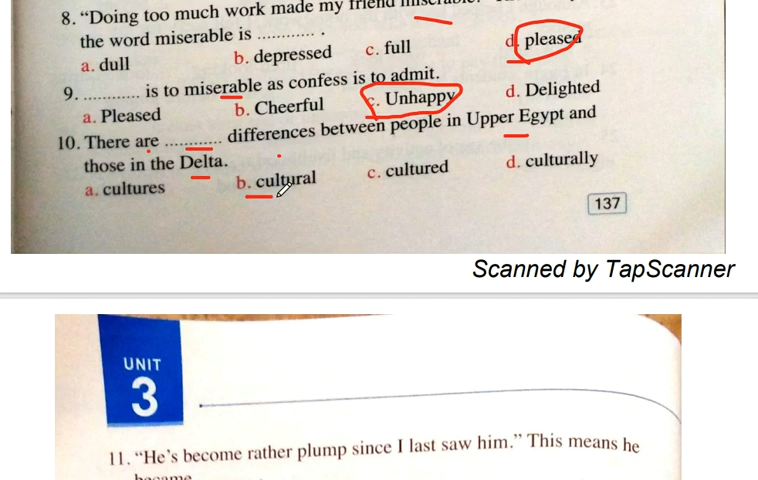 8. “Doing too much work made my friend miserable.”
the word miserable is ............ .
a. dull b. depressed c. full d. pleased
9. ............ is to miserable as confess is to admit.
a. Pleased b. Cheerful c. Unhappy d. Delighted
10. There are ............ differences between people in Upper Egypt and
those in the Delta.
a. cultures b. cultural c. cultured d. culturally
137
Scanned by TapScanner
UNIT
3
11. “He's become rather plump since I last saw him.” This means he
became